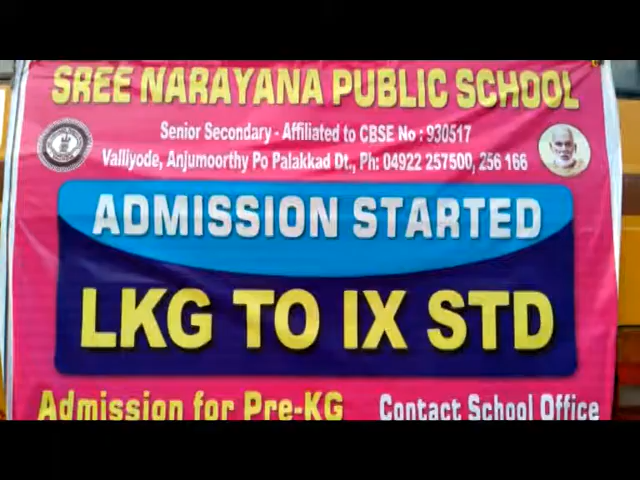 SREE NARAYANA PUBLIC SCHOOL
Senior Secondary - Affiliated to CBSE No : 930517
Valliyode, Anjumoorthy Po Palakkad Dt., Ph: 04922 257500, 256 166
ADMISSION STARTED
LKG TO IX STD
Admission for Pre-KG Contact School Office